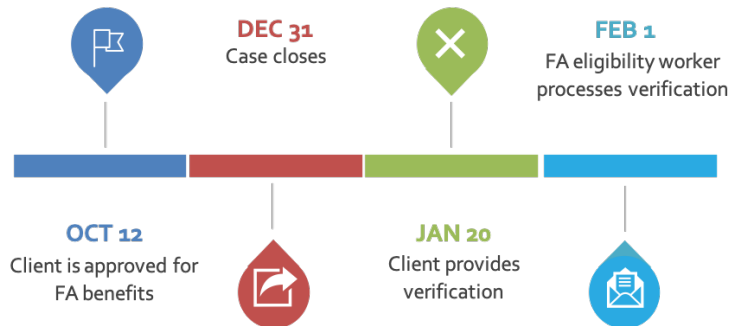 OCT 12
Client is approved for
FA benefits
DEC 31
Case closes
JAN 20
Client provides
verification
FEB 1
FA eligibility worker
processes verification